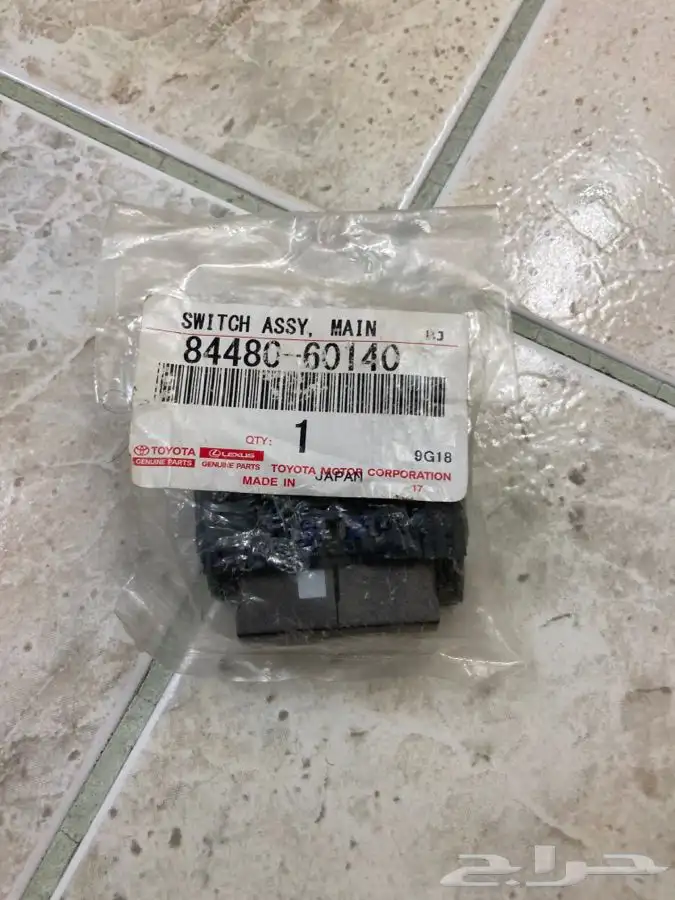 SWITCH ASSY, MAIN
84480-60140
QTY: 1
9G18
TOYOTA
GENUINE PARTS
LEXUS
GENUINE PARTS
TOYOTA MOTOR CORPORATION
MADE IN JAPAN
17
حراج